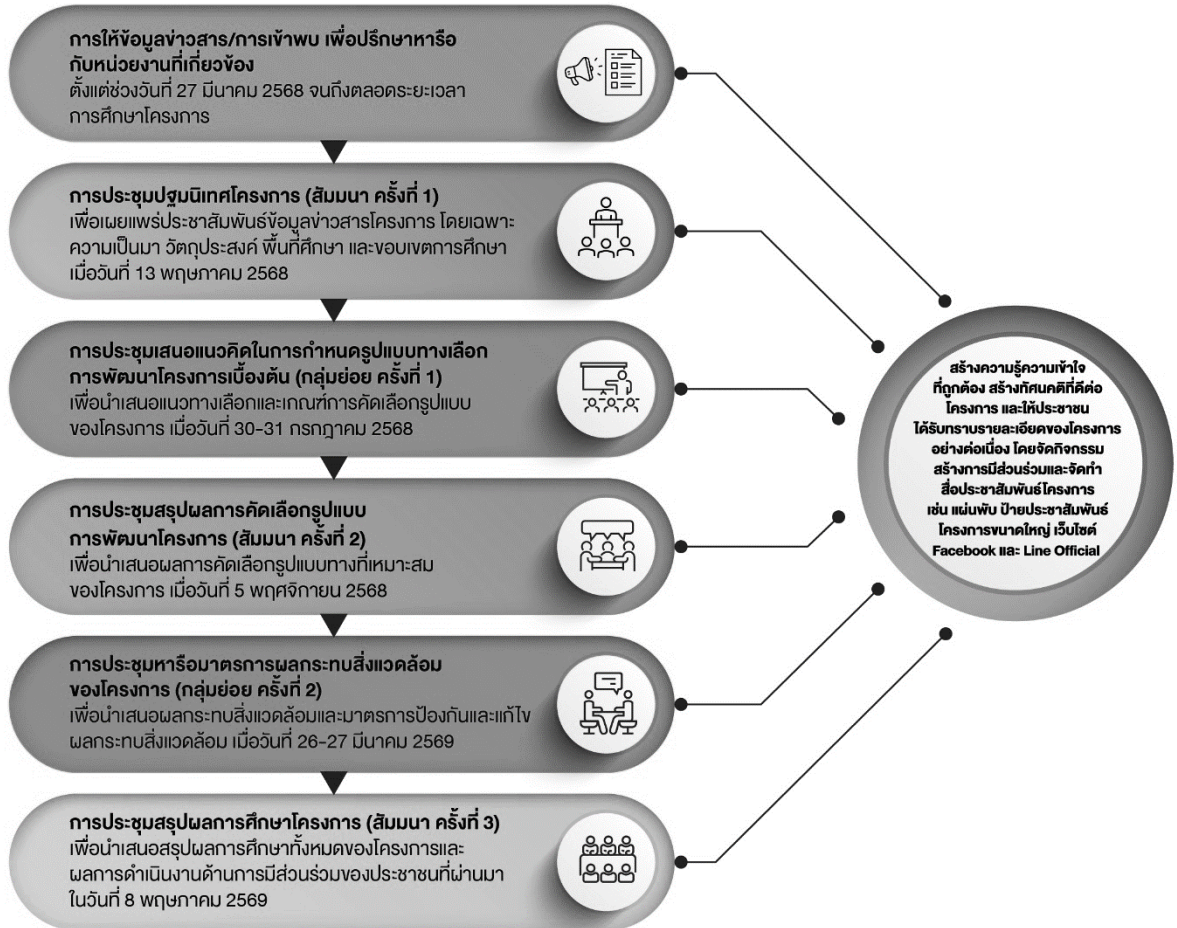 การให้ข้อมูลข่าวสาร/การเข้าพบ เพื่อปรึกษาหารือ
กับหน่วยงานที่เกี่ยวข้อง
ตั้งแต่ช่วงวันที่ 27 มีนาคม 2568 จนถึงตลอดระยะเวลา
การศึกษาโครงการ
การประชุมปฐมนิเทศโครงการ (สัมมนา ครั้งที่ 1)
เพื่อเผยแพร่ประชาสัมพันธ์ข้อมูลข่าวสารโครงการ โดยเฉพาะ
ความเป็นมา วัตถุประสงค์ พื้นที่ศึกษา และขอบเขตการศึกษา
เมื่อวันที่ 13 พฤษภาคม 2568
การประชุมเสนอแนวคิดในการกำหนดรูปแบบทางเลือก
การพัฒนาโครงการเบื้องต้น (กลุ่มย่อย ครั้งที่ 1)
เพื่อนำเสนอแนวทางเลือกและเกณฑ์การคัดเลือกรูปแบบ
ของโครงการ เมื่อวันที่ 30-31 กรกฎาคม 2568
การประชุมสรุปผลการคัดเลือกรูปแบบ
การพัฒนาโครงการ (สัมมนา ครั้งที่ 2)
เพื่อนำเสนอผลการคัดเลือกรูปแบบทางที่เหมาะสม
ของโครงการ เมื่อวันที่ 5 พฤศจิกายน 2568
การประชุมหารือมาตรการผลกระทบสิ่งแวดล้อม
ของโครงการ (กลุ่มย่อย ครั้งที่ 2)
เพื่อนำเสนอผลกระทบสิ่งแวดล้อมและมาตรการป้องกันและแก้ไข
ผลกระทบสิ่งแวดล้อม เมื่อวันที่ 26-27 มีนาคม 2569
การประชุมสรุปผลการศึกษาโครงการ (สัมมนา ครั้งที่ 3)
เพื่อนำเสนอสรุปผลการศึกษาทั้งหมดของโครงการและ
ผลการดำเนินงานด้านการมีส่วนร่วมของประชาชนที่ผ่านมา
ในวันที่ 8 พฤษภาคม 2569
สร้างความรู้ความเข้าใจ
ที่ถูกต้อง สร้างทัศนคติที่ดีต่อ
โครงการ และให้ประชาชน
ได้รับทราบรายละเอียดของโครงการ
อย่างต่อเนื่อง โดยจัดกิจกรรม
สร้างการมีส่วนร่วมและจัดทำ
สื่อประชาสัมพันธ์โครงการ
เช่น แผ่นพับ ป้ายประชาสัมพันธ์
โครงการขนาดใหญ่ เว็บไซต์
Facebook และ Line Official